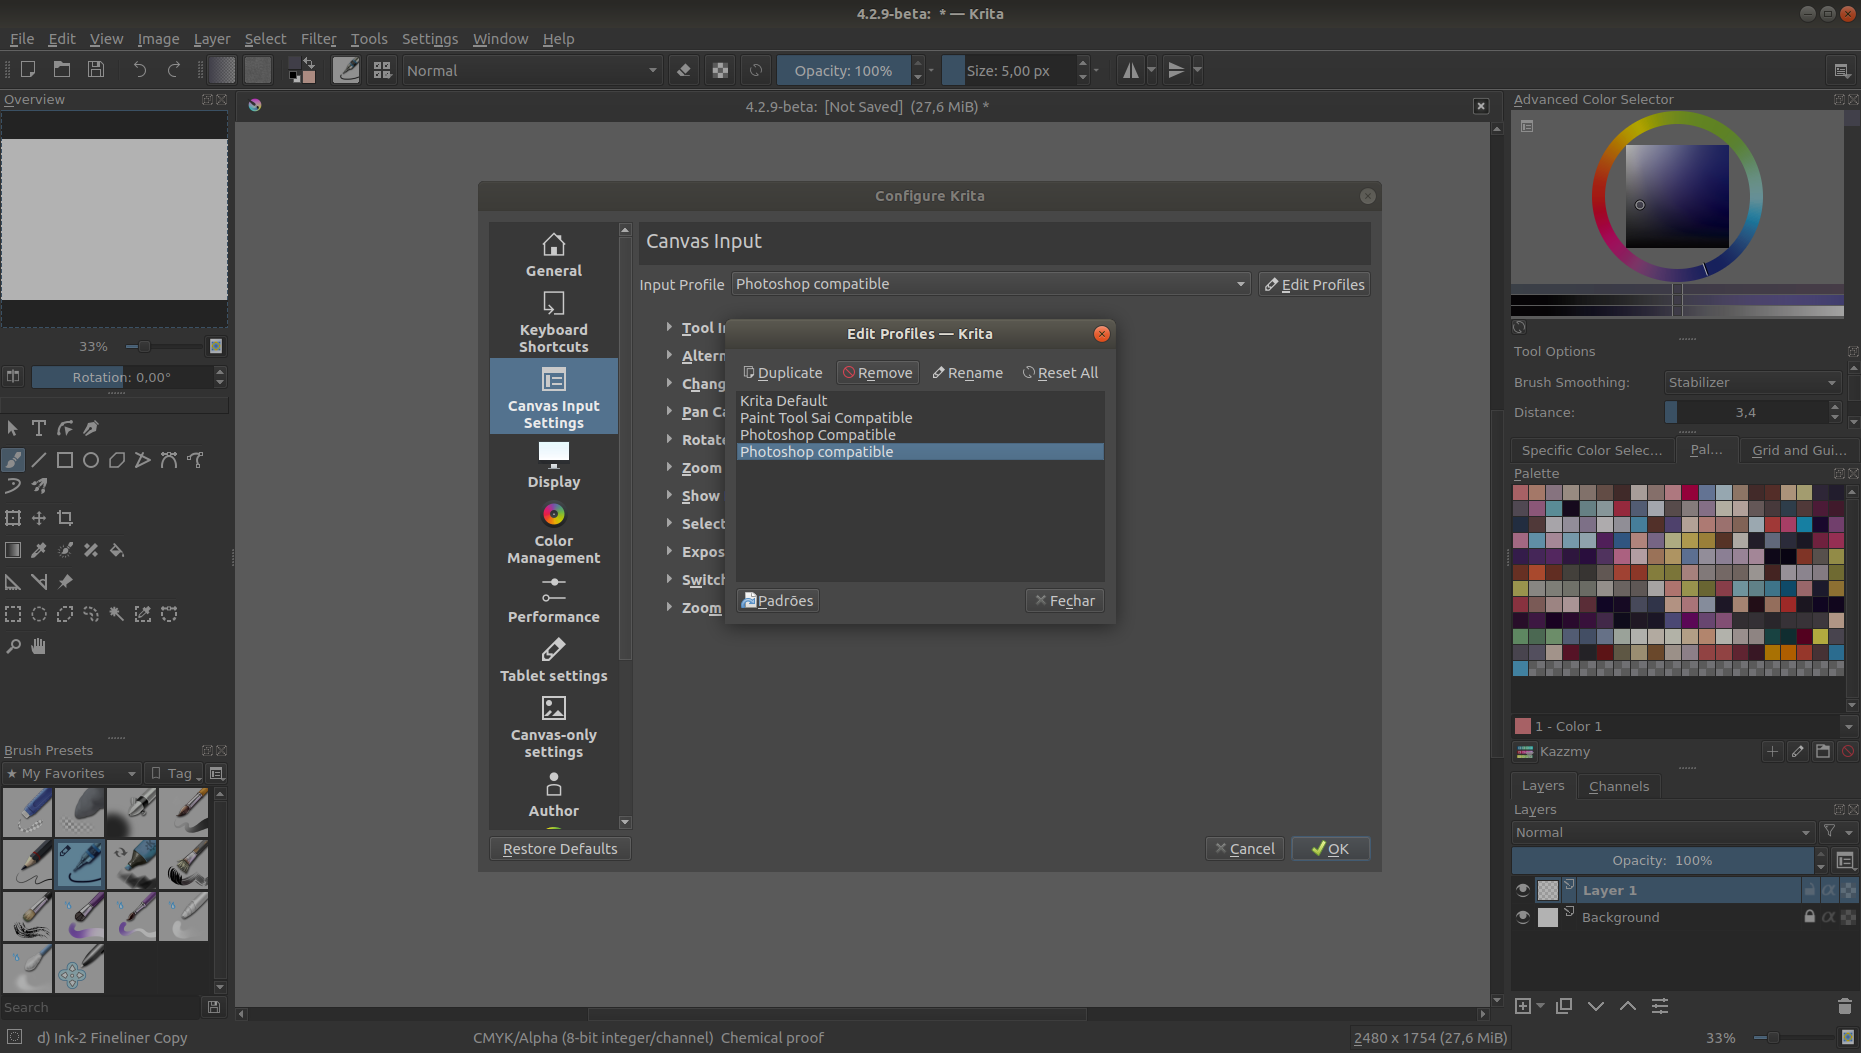 4.2.9-beta:  * — Krita
File Edit View Image Layer Select Filter Tools Settings Window Help
Normal
Opacity: 100%
Size: 5,00 px
Overview
33%
Rotation: 0,00°
Brush Presets
★ My Favorites
Tag
Search
4.2.9-beta:  [Not Saved]  (27,6 MiB) *
Configure Krita
General
Keyboard
Shortcuts
Canvas Input
Settings
Display
Color
Management
Performance
Tablet settings
Canvas-only
settings
Author
Restore Defaults
Canvas Input
Input Profile
Photoshop compatible
Edit Profiles
Tool I
Altern
Chang
Pan Ca
Rotate
Zoom
Show
Select
Expos
Switch
Zoom
Cancel
OK
Edit Profiles — Krita
Duplicate
Remove
Rename
Reset All
Krita Default
Paint Tool Sai Compatible
Photoshop Compatible
Photoshop compatible
Padrões
Fechar
Advanced Color Selector
Tool Options
Brush Smoothing:
Stabilizer
Distance:
3,4
Specific Color Selec...
Pal...
Grid and Gui...
Palette
1 - Color 1
Kazzmy
Layers
Channels
Layers
Normal
Opacity:  100%
Layer 1
Background
d) Ink-2 Fineliner Copy
CMYK/Alpha (8-bit integer/channel)  Chemical proof
2480 x 1754 (27,6 MiB)
33%